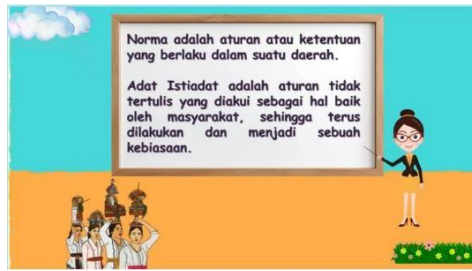 Norma adalah aturan atau ketentuan
yang berlaku dalam suatu daerah.
Adat Istiadat adalah aturan tidak
tertulis yang diakui sebagai hal baik
oleh masyarakat, sehingga terus
dilakukan dan menjadi sebuah
kebiasaan.